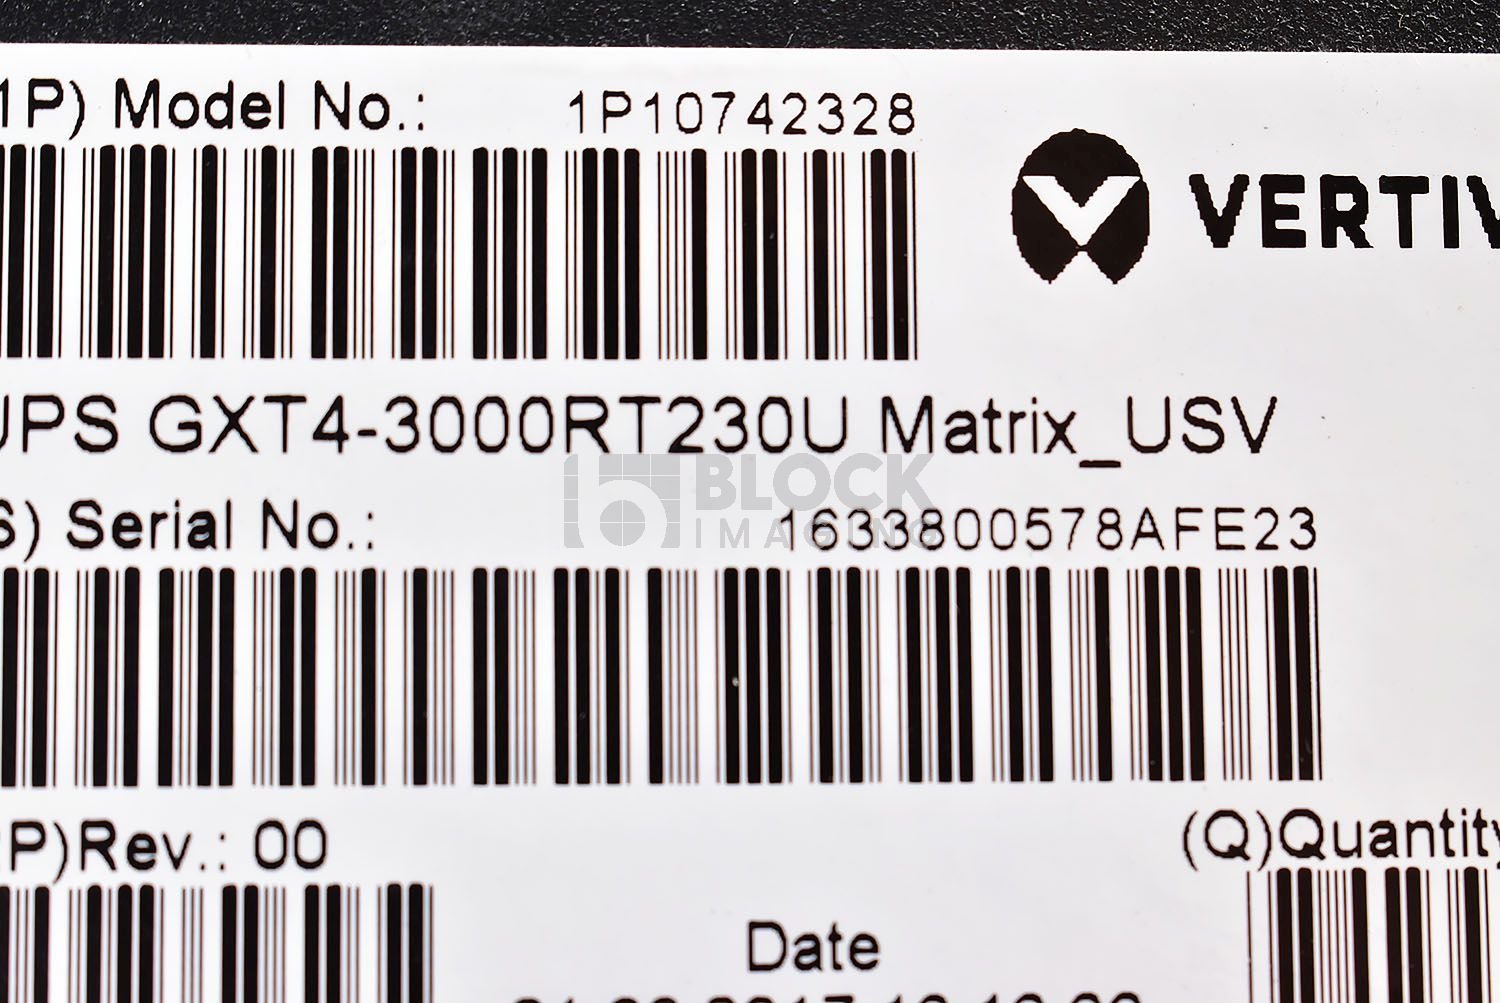 1P) Model No.: 1P10742328
VERTIV
UPS GXT4-3000RT230U Matrix_USV
BLOCK
IMAGING
S) Serial No.: 1633800578AFE23
P)Rev.: 00
(Q)Quantity
Date